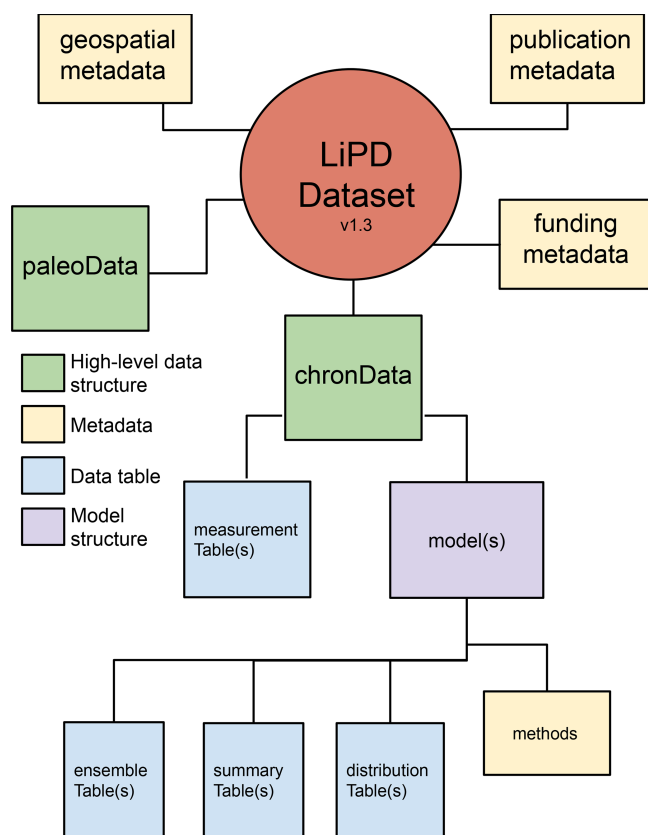 geospatial
metadata
publication
metadata
LiPD
Dataset
v1.3
funding
metadata
paleoData
chronData
High-level data
structure
Metadata
Data table
Model
structure
measurement
Table(s)
model(s)
methods
ensemble
Table(s)
summary
Table(s)
distribution
Table(s)